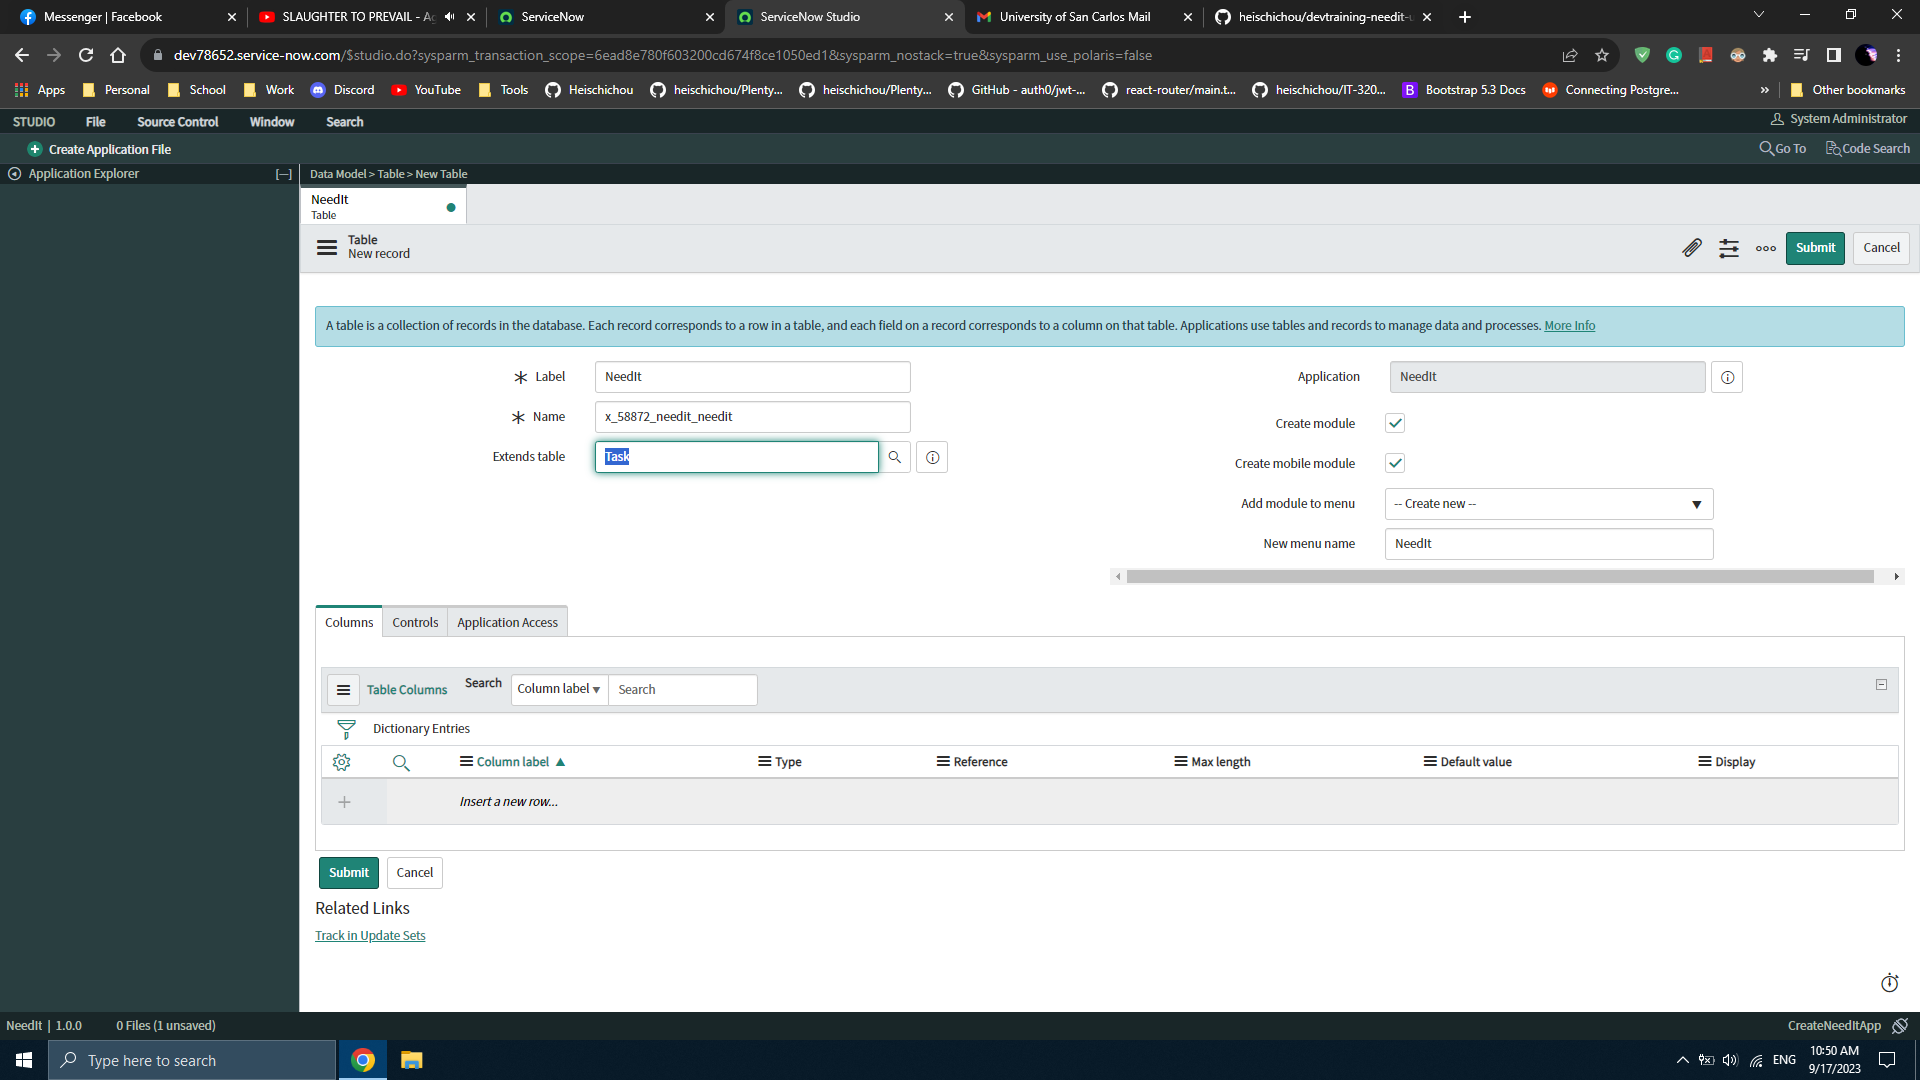 Messenger | Facebook
SLAUGHTER TO PREVAIL - Ag
ServiceNow
ServiceNow Studio
University of San Carlos Mail
heischichou/devtraining-needit-u
dev78652.service-now.com/$studio.do?sysparm_transaction_scope=6ead8e780f603200cd674f8ce1050ed1&sysparm_nostack=true&sysparm_use_polaris=false
Apps
Personal
School
Work
Discord
YouTube
Tools
Heischichou
heischichou/Plenty...
heischichou/Plenty...
GitHub - auth0/jwt-...
react-router/main.t...
heischichou/IT-320...
Bootstrap 5.3 Docs
Connecting Postgre...
Other bookmarks
STUDIO File Source Control Window Search
System Administrator
Create Application File
Go To Code Search
Application Explorer
[—]
Data Model > Table > New Table
NeedIt
Table
Table
New record
Submit
Cancel
A table is a collection of records in the database. Each record corresponds to a row in a table, and each field on a record corresponds to a column on that table. Applications use tables and records to manage data and processes. More Info
Label NeedIt
Name x_58872_needit_needit
Extends table Task
Application NeedIt
Create module
Create mobile module
Add module to menu -- Create new --
New menu name NeedIt
Columns Controls Application Access
Table Columns Search Column label Search
Dictionary Entries
Column label Type Reference Max length Default value Display
Insert a new row...
Submit Cancel
Related Links
Track in Update Sets
NeedIt | 1.0.0 0 Files (1 unsaved)
CreateNeedItApp
Type here to search
ENG
10:50 AM
9/17/2023